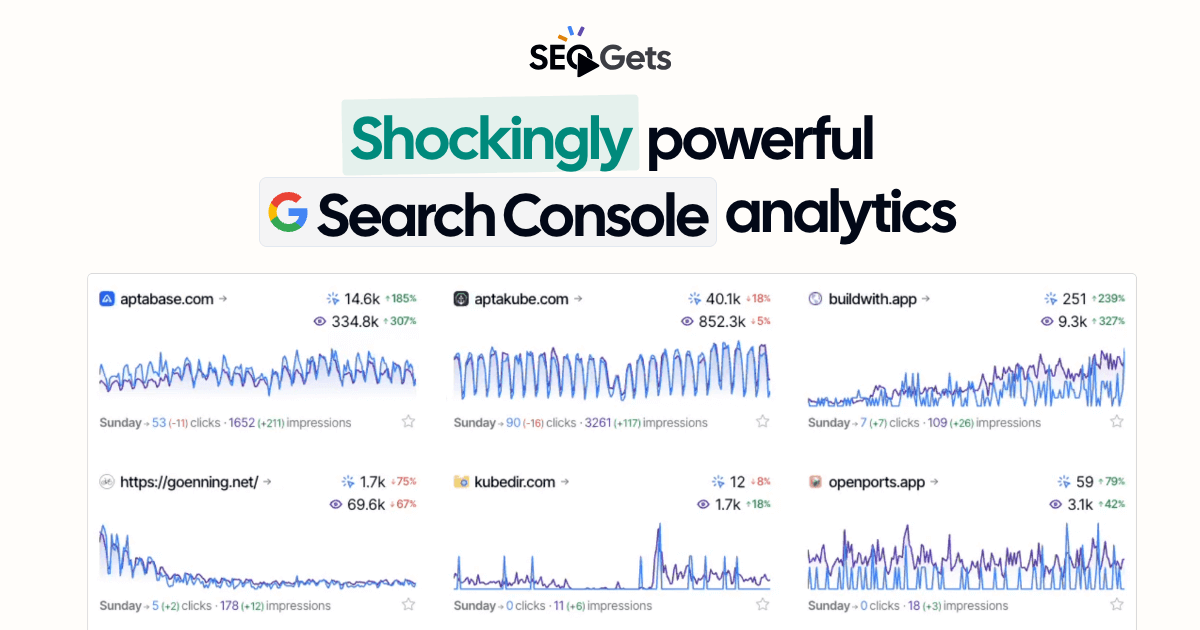 SEO Gets
Shockingly powerful
Search Console analytics
aptabase.com → 14.6k ↑185%
334.8k ↑307%
Sunday → 53 (-11) clicks · 1652 (+211) impressions
aptakube.com → 40.1k ↓18%
852.3k ↓5%
Sunday → 90 (-16) clicks · 3261 (+117) impressions
buildwith.app → 251 ↑239%
9.3k ↑327%
Sunday → 7 (+7) clicks · 109 (+26) impressions
https://goenning.net/ → 1.7k ↓75%
69.6k ↓67%
Sunday → 5 (+2) clicks · 178 (+12) impressions
kubedir.com → 12 ↓8%
1.7k ↑18%
Sunday → 0 clicks · 11 (+6) impressions
openports.app → 59 ↑79%
3.1k ↑42%
Sunday → 0 clicks · 18 (+3) impressions